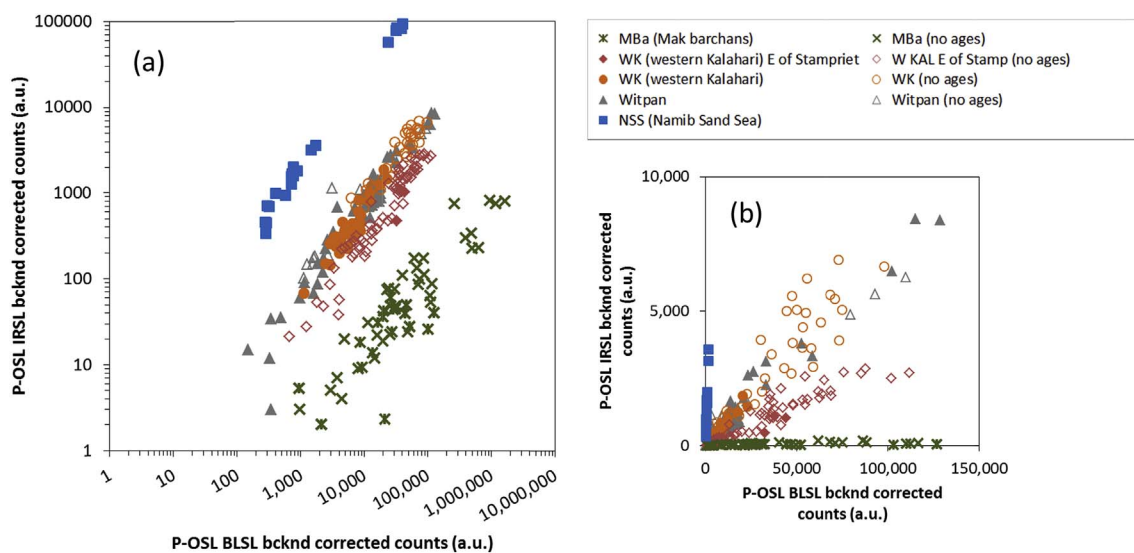 (a)
100000
10000
1000
100
10
1
P-OSL IRSL bcknd corrected counts (a.u.)
1
10
100
1,000
10,000
100,000
1,000,000
10,000,000
P-OSL BLSL bcknd corrected counts (a.u.)
MBa (Mak barchans)
MBa (no ages)
WK (western Kalahari) E of Stampriet
W KAL E of Stamp (no ages)
WK (western Kalahari)
WK (no ages)
Witpan
Witpan (no ages)
NSS (Namib Sand Sea)
(b)
10,000
5,000
0
P-OSL IRSL bcknd corrected
counts (a.u.)
0
50,000
100,000
150,000
P-OSL BLSL bcknd corrected
counts (a.u.)